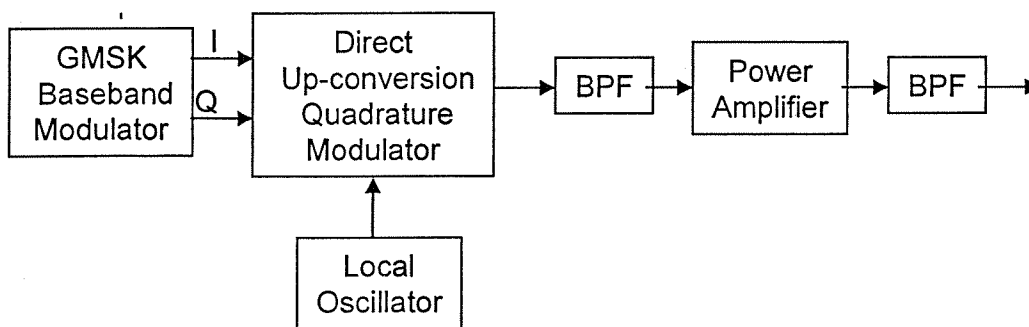 GMSK
Baseband
Modulator
I
Q
Direct
Up-conversion
Quadrature
Modulator
BPF
Power
Amplifier
BPF
Local
Oscillator